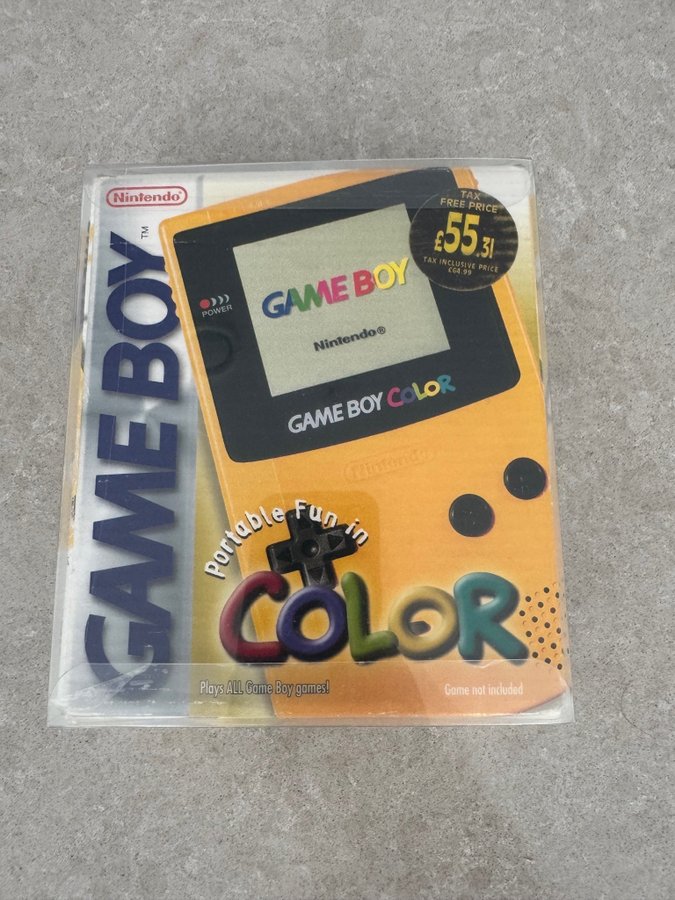 Nintendo®
GAME BOY™
TAX
FREE PRICE
£55.31
TAX INCLUSIVE PRICE
£64.99
POWER
GAME BOY
Nintendo®
GAME BOY COLOR
Nintendo
Portable Fun in
COLOR
Plays ALL Game Boy games!
Game not included